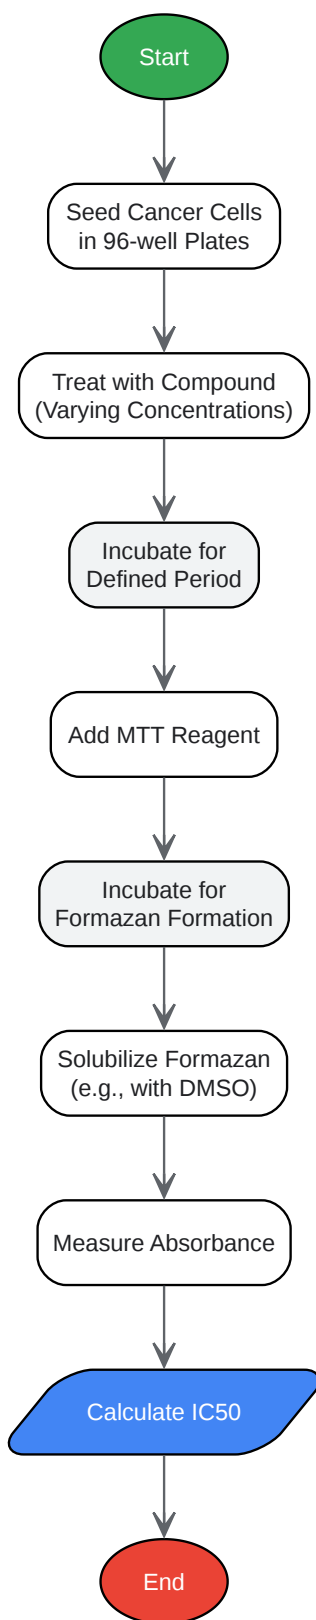 Start
Seed Cancer Cells
in 96-well Plates
Treat with Compound
(Varying Concentrations)
Incubate for
Defined Period
Add MTT Reagent
Incubate for
Formazan Formation
Solubilize Formazan
(e.g., with DMSO)
Measure Absorbance
Calculate IC50
End